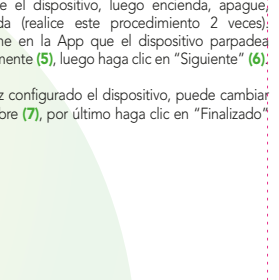 e el dispositivo, luego encienda, apague,
da (realice este procedimiento 2 veces);
ne en la App que el dispositivo parpadea
mente (5), luego haga clic en “Siguiente” (6).
z configurado el dispositivo, puede cambiar
bre (7), por último haga clic en “Finalizado”